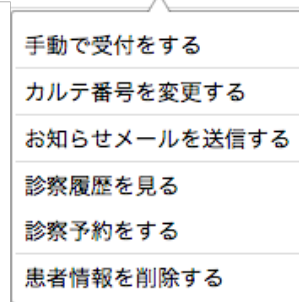 手動で受付をする
カルテ番号を変更する
お知らせメールを送信する
診察履歴を見る
診察予約をする
患者情報を削除する